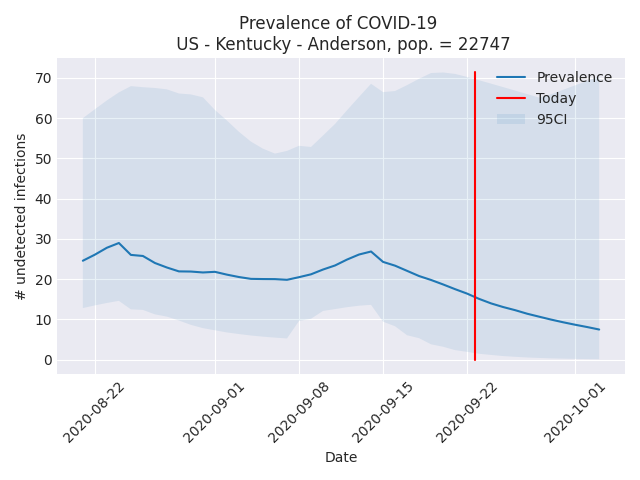 Prevalence of COVID-19
US - Kentucky - Anderson, pop. = 22747
Prevalence
Today
95CI
# undetected infections
70
60
50
40
30
20
10
0
2020-08-22
2020-09-01
2020-09-08
2020-09-15
2020-09-22
2020-10-01
Date